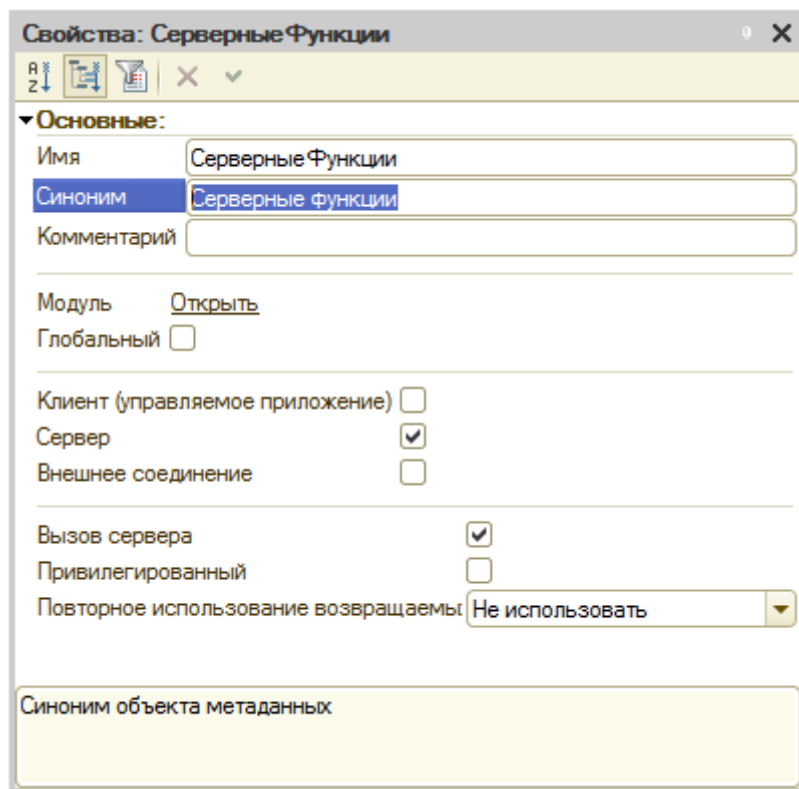 Свойства: СерверныеФункции
Основные:
Имя СерверныеФункции
Синоним Серверные функции
Комментарий
Модуль Открыть
Глобальный
Клиент (управляемое приложение)
Сервер
Внешнее соединение
Вызов сервера
Привилегированный
Повторное использование возвращаемы Не использовать
Синоним объекта метаданных